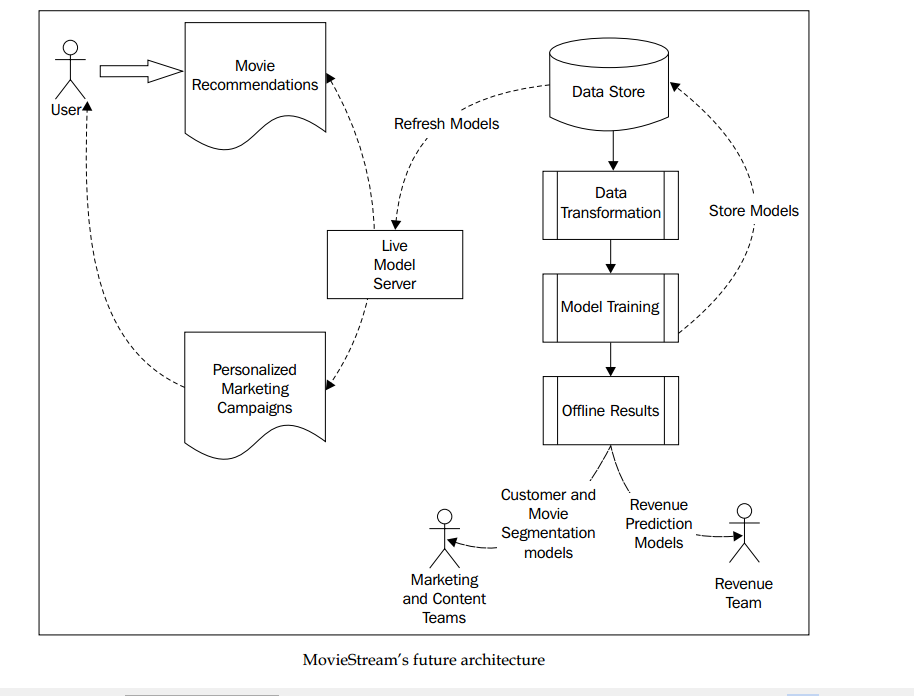 User
Movie
Recommendations
Data Store
Refresh Models
Data
Transformation
Store Models
Live
Model
Server
Model Training
Personalized
Marketing
Campaigns
Offline Results
Customer and
Movie
Segmentation
models
Revenue
Prediction
Models
Marketing
and Content
Teams
Revenue
Team
MovieStream's future architecture